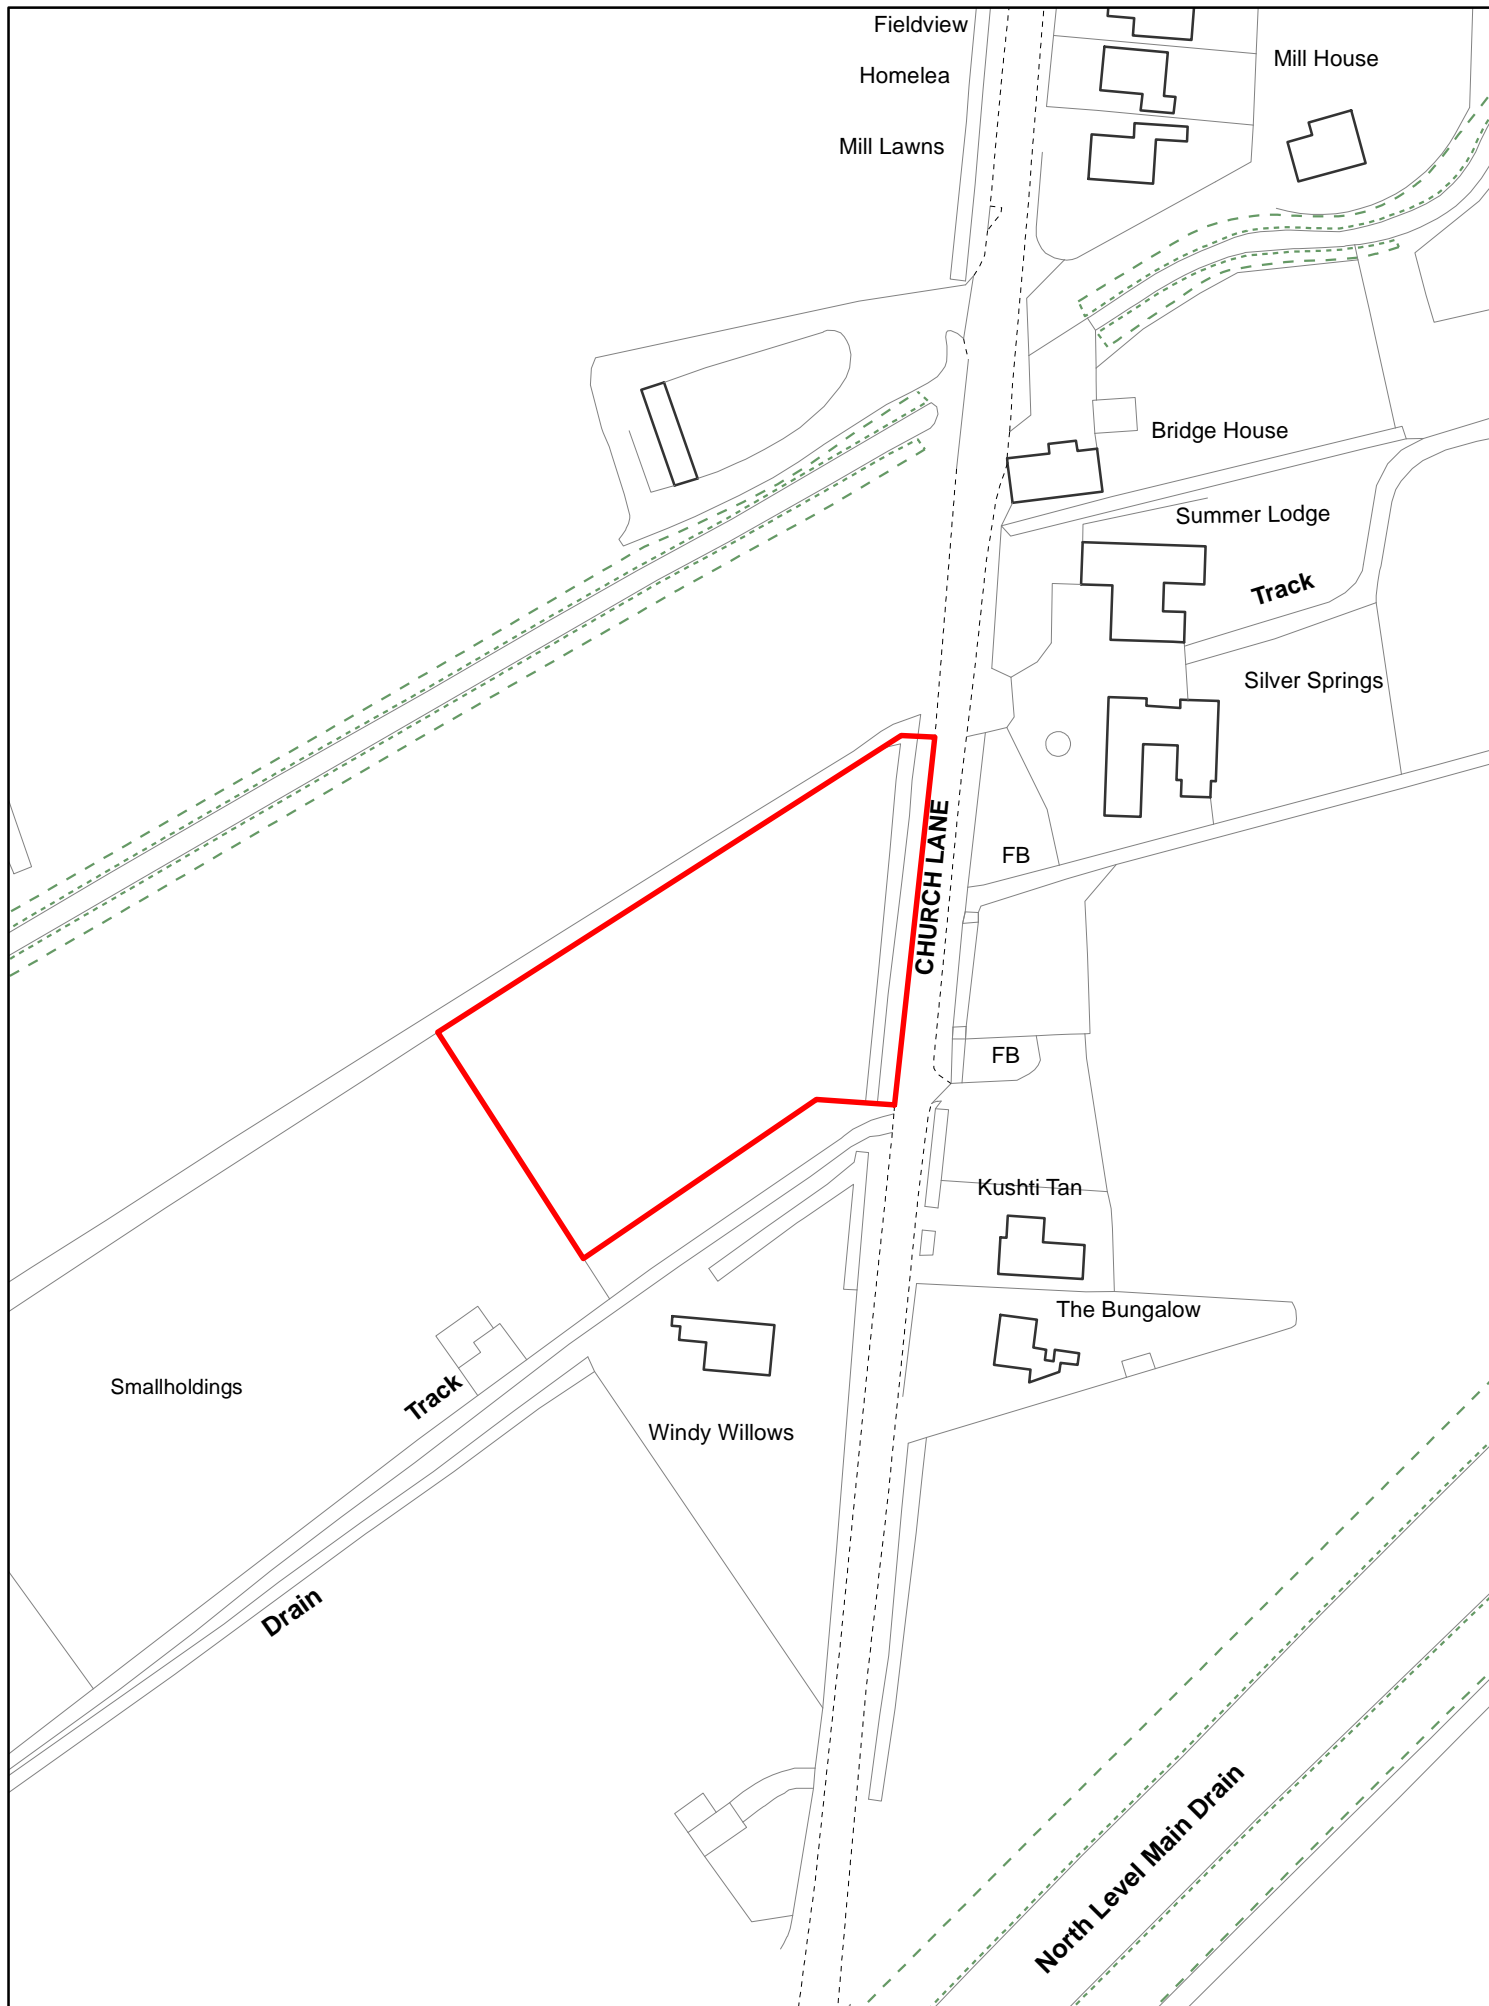 Fieldview
Mill House
Homelea
Mill Lawns
Bridge House
Summer Lodge
Track
Silver Springs
CHURCH LANE
FB
FB
Kushti Tan
The Bungalow
Smallholdings
Track
Windy Willows
Drain
North Level Main Drain